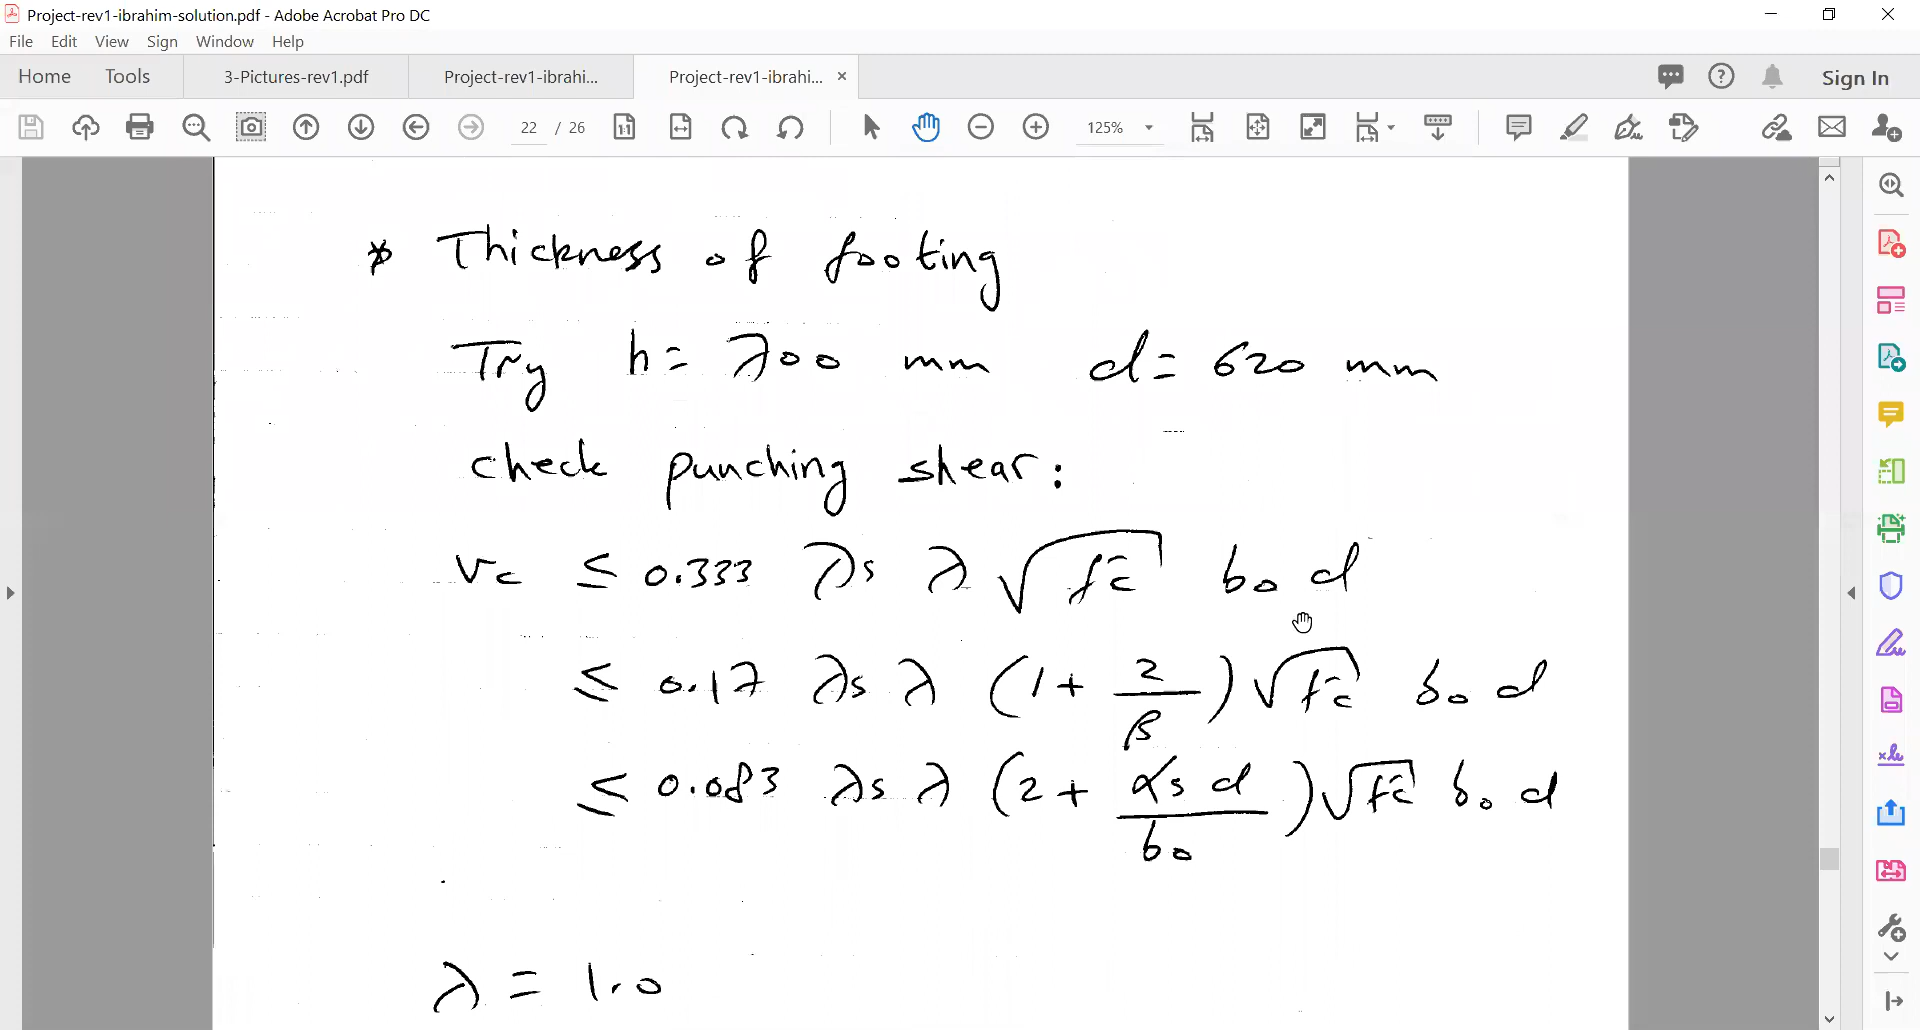 Project-rev1-ibrahim-solution.pdf - Adobe Acrobat Pro DC
File Edit View Sign Window Help
Home Tools 3-Pictures-rev1.pdf Project-rev1-ibrahi... Project-rev1-ibrahi... × Sign In
22 / 26 125%
* Thickness of footing
Try h = 700 mm d = 620 mm
check punching shear:
Vc ≤ 0.333 λs λ √fc̄ bo d
≤ 0.17 λs λ (1 + 2/β) √fc̄ bo d
≤ 0.083 λs λ (2 + αs d / bo) √fc̄ bo d
λ = 1.0